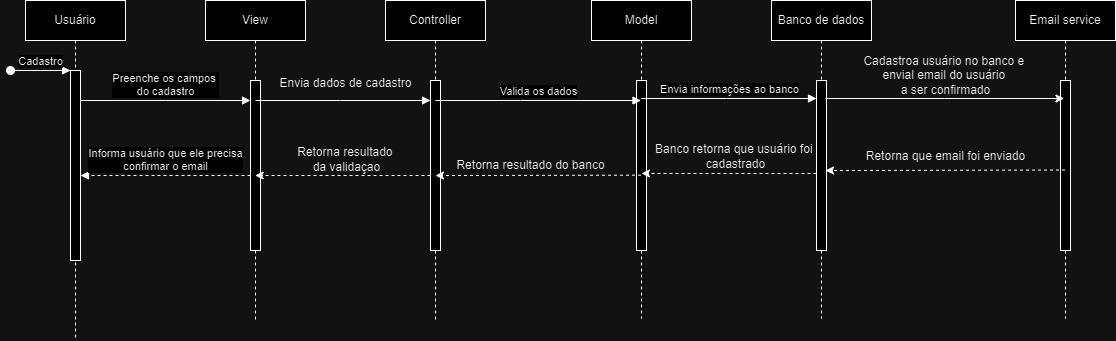 Usuário
View
Controller
Model
Banco de dados
Email service
Cadastro
Preenche os campos
do cadastro
Envia dados de cadastro
Valida os dados
Envia informações ao banco
Cadastroa usuário no banco e
envial email do usuário
a ser confirmado
Informa usuário que ele precisa
confirmar o email
Retorna resultado
da validaçao
Retorna resultado do banco
Banco retorna que usuário foi
cadastrado
Retorna que email foi enviado